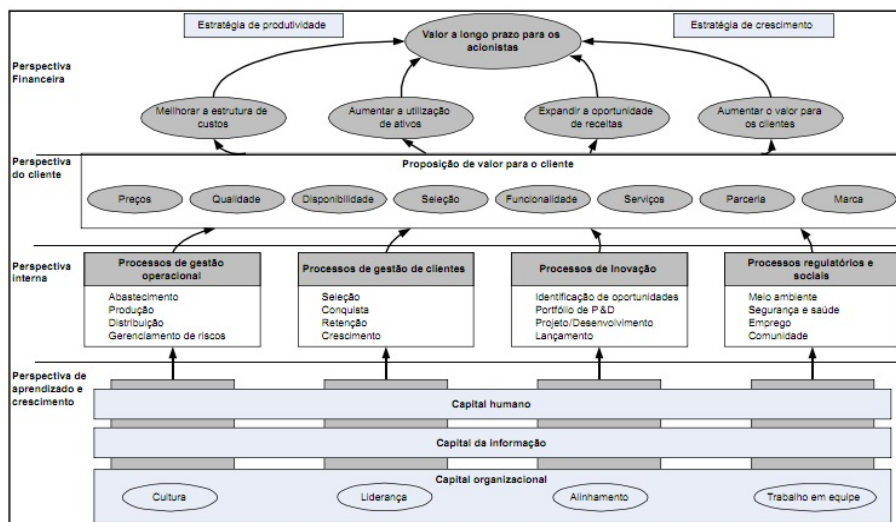 Estratégia de produtividade
Valor a longo prazo para os
acionistas
Estratégia de crescimento
Perspectiva
Financeira
Mellhorar a estrutura de
custos
Aumentar a utilização
de ativos
Expandir a oportunidade
de receitas
Aumentar o valor para
os clientes
Perspectiva
do cliente
Proposição de valor para o cliente
Preços
Qualidade
Disponibilidade
Seleção
Funcionalidade
Serviços
Parceria
Marca
Perspectiva
interna
Processos de gestão
operacional
Abastecimento
Produção
Distribuição
Gerenciamento de riscos
Processos de gestão de clientes
Seleção
Conquista
Retenção
Crescimento
Processos de Inovação
Identificação de oportunidades
Portfólio de P&D
Projeto/Desenvolvimento
Lançamento
Processos regulatórios e
sociais
Meio ambiente
Segurança e saúde
Emprego
Comunidade
Perspectiva de
aprendizado e
crescimento
Capital humano
Capital da informação
Capital organizacional
Cultura
Liderança
Alinhamento
Trabalho em equipe